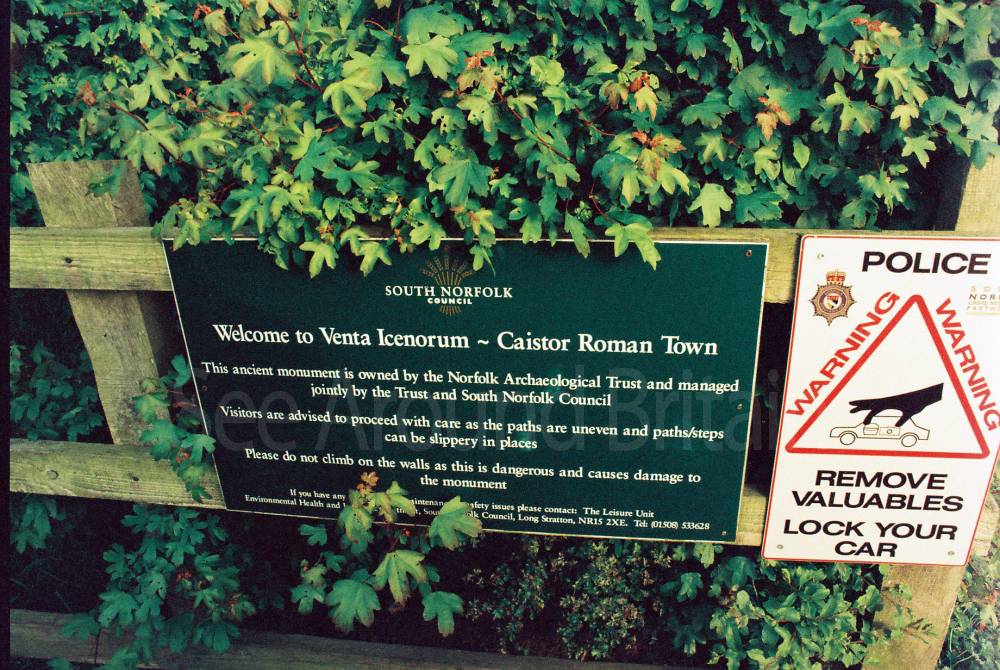 SOUTH NORFOLK
COUNCIL
Welcome to Venta Icenorum ~ Caistor Roman Town
This ancient monument is owned by the Norfolk Archaeological Trust and managed
jointly by the Trust and South Norfolk Council
Visitors are advised to proceed with care as the paths are uneven and paths/steps
can be slippery in places
Please do not climb on the walls as this is dangerous and causes damage to
the monument
If you have any issues please contact: The Leisure Unit
Environmental Health and Norfolk Council, Long Stratton, NR15 2XE. Tel: (01508) 533628
POLICE
WARNING
WARNING
REMOVE
VALUABLES
LOCK YOUR
CAR
See Around Britain